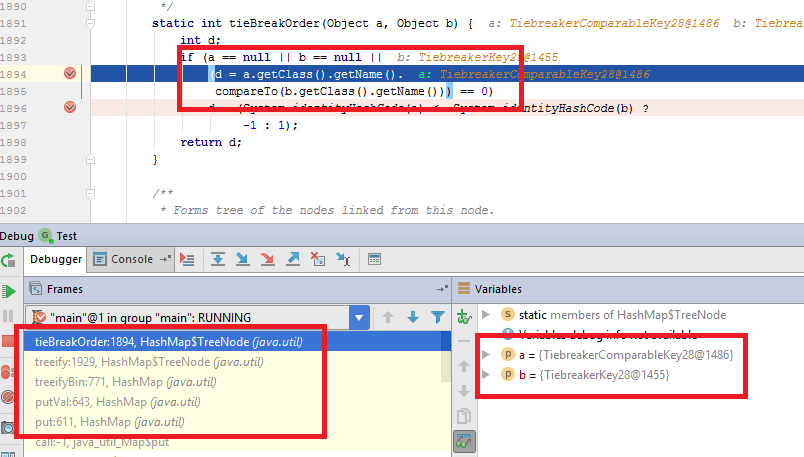 1890 */
1891 static int tieBreakOrder(Object a, Object b) { a: TiebreakerComparableKey28@1486 b: Tiebreak
1892 int d;
1893 if (a == null || b == null || b: TiebreakerKey28@1455
1894 (d = a.getClass().getName(). a: TiebreakerComparableKey28@1486
1895 compareTo(b.getClass().getName())) == 0)
1896 (System.identityHashCode(a) <= System.identityHashCode(b) ?
1897 -1 : 1);
1898 return d;
1899 }
1900
1901 /**
1902 * Forms tree of the nodes linked from this node.
Debug Test
Debugger Console
Frames
Variables
"main"@1 in group "main": RUNNING
tieBreakOrder:1894, HashMap$TreeNode (java.util)
treeify:1929, HashMap$TreeNode (java.util)
treeifyBin:771, HashMap (java.util)
putVal:643, HashMap (java.util)
put:611, HashMap (java.util)
call:-1, java_util_Map$put
static members of HashMap$TreeNode
Variables debug info not available
a = {TiebreakerComparableKey28@1486}
b = {TiebreakerKey28@1455}